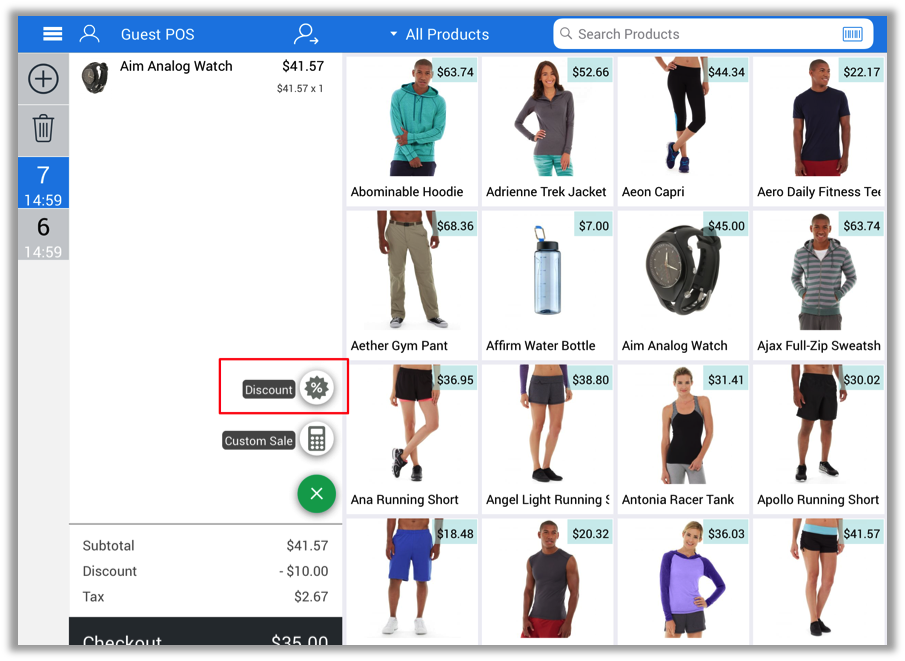 Guest POS
All Products
Search Products
7
14:59
6
14:59
Aim Analog Watch $41.57
$41.57 x 1
Discount
Custom Sale
Subtotal $41.57
Discount - $10.00
Tax $2.67
Checkout $35.00
$63.74
Abominable Hoodie
$52.66
Adrienne Trek Jacket
$44.34
Aeon Capri
$22.17
Aero Daily Fitness Tee
$68.36
Aether Gym Pant
$7.00
Affirm Water Bottle
$45.00
Aim Analog Watch
$63.74
Ajax Full-Zip Sweatsh
$36.95
Ana Running Short
$38.80
Angel Light Running S
$31.41
Antonia Racer Tank
$30.02
Apollo Running Short
$18.48
$20.32
$36.03
$41.57